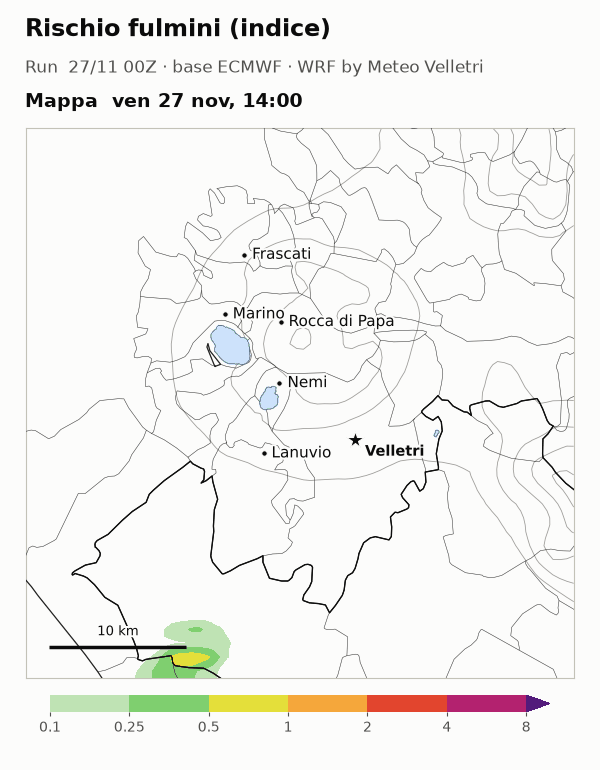 Rischio fulmini (indice)
Run  27/11 00Z · base ECMWF · WRF by Meteo Velletri
Mappa  ven 27 nov, 14:00
Frascati
Marino
Rocca di Papa
Nemi
Velletri
Lanuvio
10 km
0.1 0.25 0.5 1 2 4 8